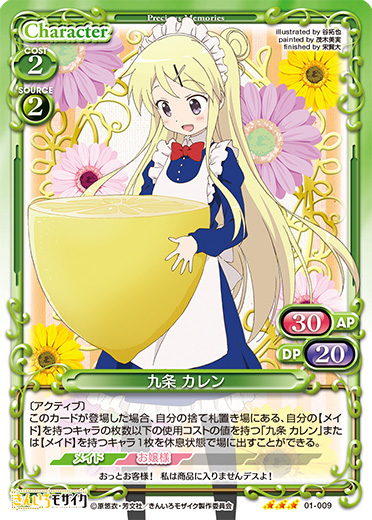 Precious Memories
Character
illustrated by 谷拓也
painted by 茂木美実
finished by 宋賢大
COST
2
SOURCE
2
30 AP
DP 20
九条 カレン
[アクティブ]
このカードが登場した場合、自分の捨て札置き場にある、自分の【メイ
ド】を持つキャラの枚数以下の使用コストの値を持つ「九条 カレン」また
は【メイド】を持つキャラ1枚を休息状態で場に出すことができる。
メイド お嬢様
おっとお客様! 私は商品に入りませんデスよ!
きんいろモザイク
©原悠衣・芳文社/きんいろモザイク製作委員会
01-009